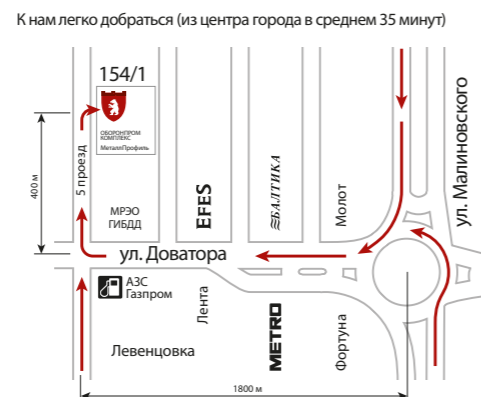 К нам легко добраться (из центра города в среднем 35 минут)
154/1
ОБОРОНПРОМ
КОМПЛЕКС
МеталлПрофиль
400 м
5 проезд
МРЭО
ГИБДД
EFES
БАЛТИКА
Молот
ул. Малиновского
ул. Доватора
АЗС
Газпром
Лента
METRO
Фортуна
Левенцовка
1800 м